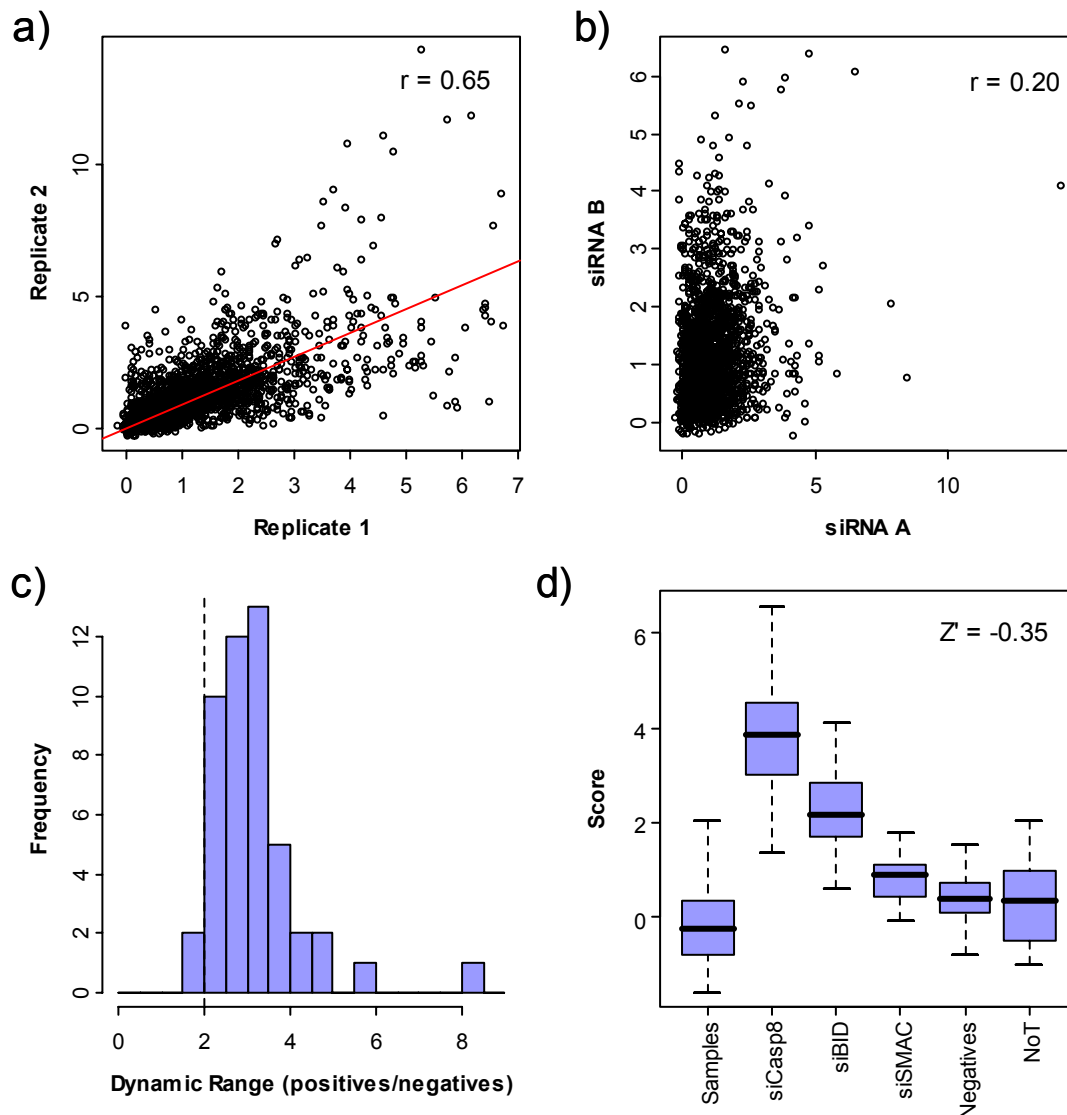 a)
r = 0.65
Replicate 2
0
5
10
0 1 2 3 4 5 6 7
Replicate 1
b)
r = 0.20
siRNA B
0
1
2
3
4
5
6
0 5 10
siRNA A
c)
Frequency
0
2
4
6
8
10
12
0 2 4 6 8
Dynamic Range (positives/negatives)
d)
Z' = -0.35
Score
0
2
4
6
Samples
siCasp8
siBID
siSMAC
Negatives
NoT